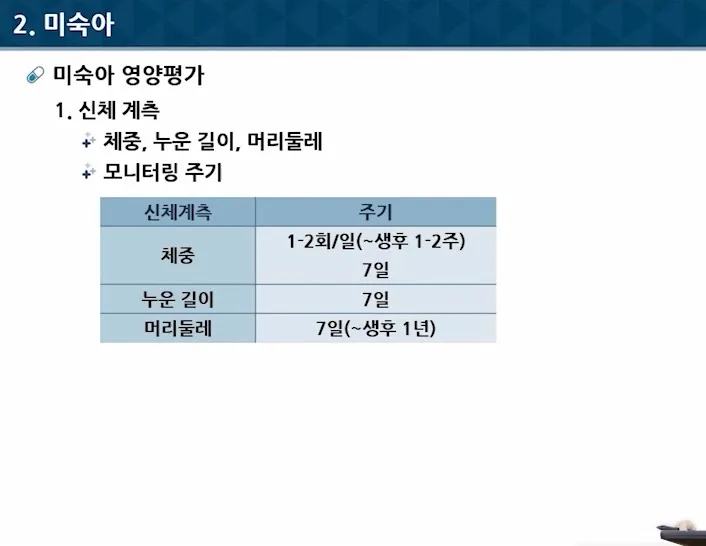 2. 미숙아
미숙아 영양평가
1. 신체 계측
체중, 누운 길이, 머리둘레
모니터링 주기
신체계측 주기
체중 1-2회/일(~생후 1-2주)
7일
누운 길이 7일
머리둘레 7일(~생후 1년)